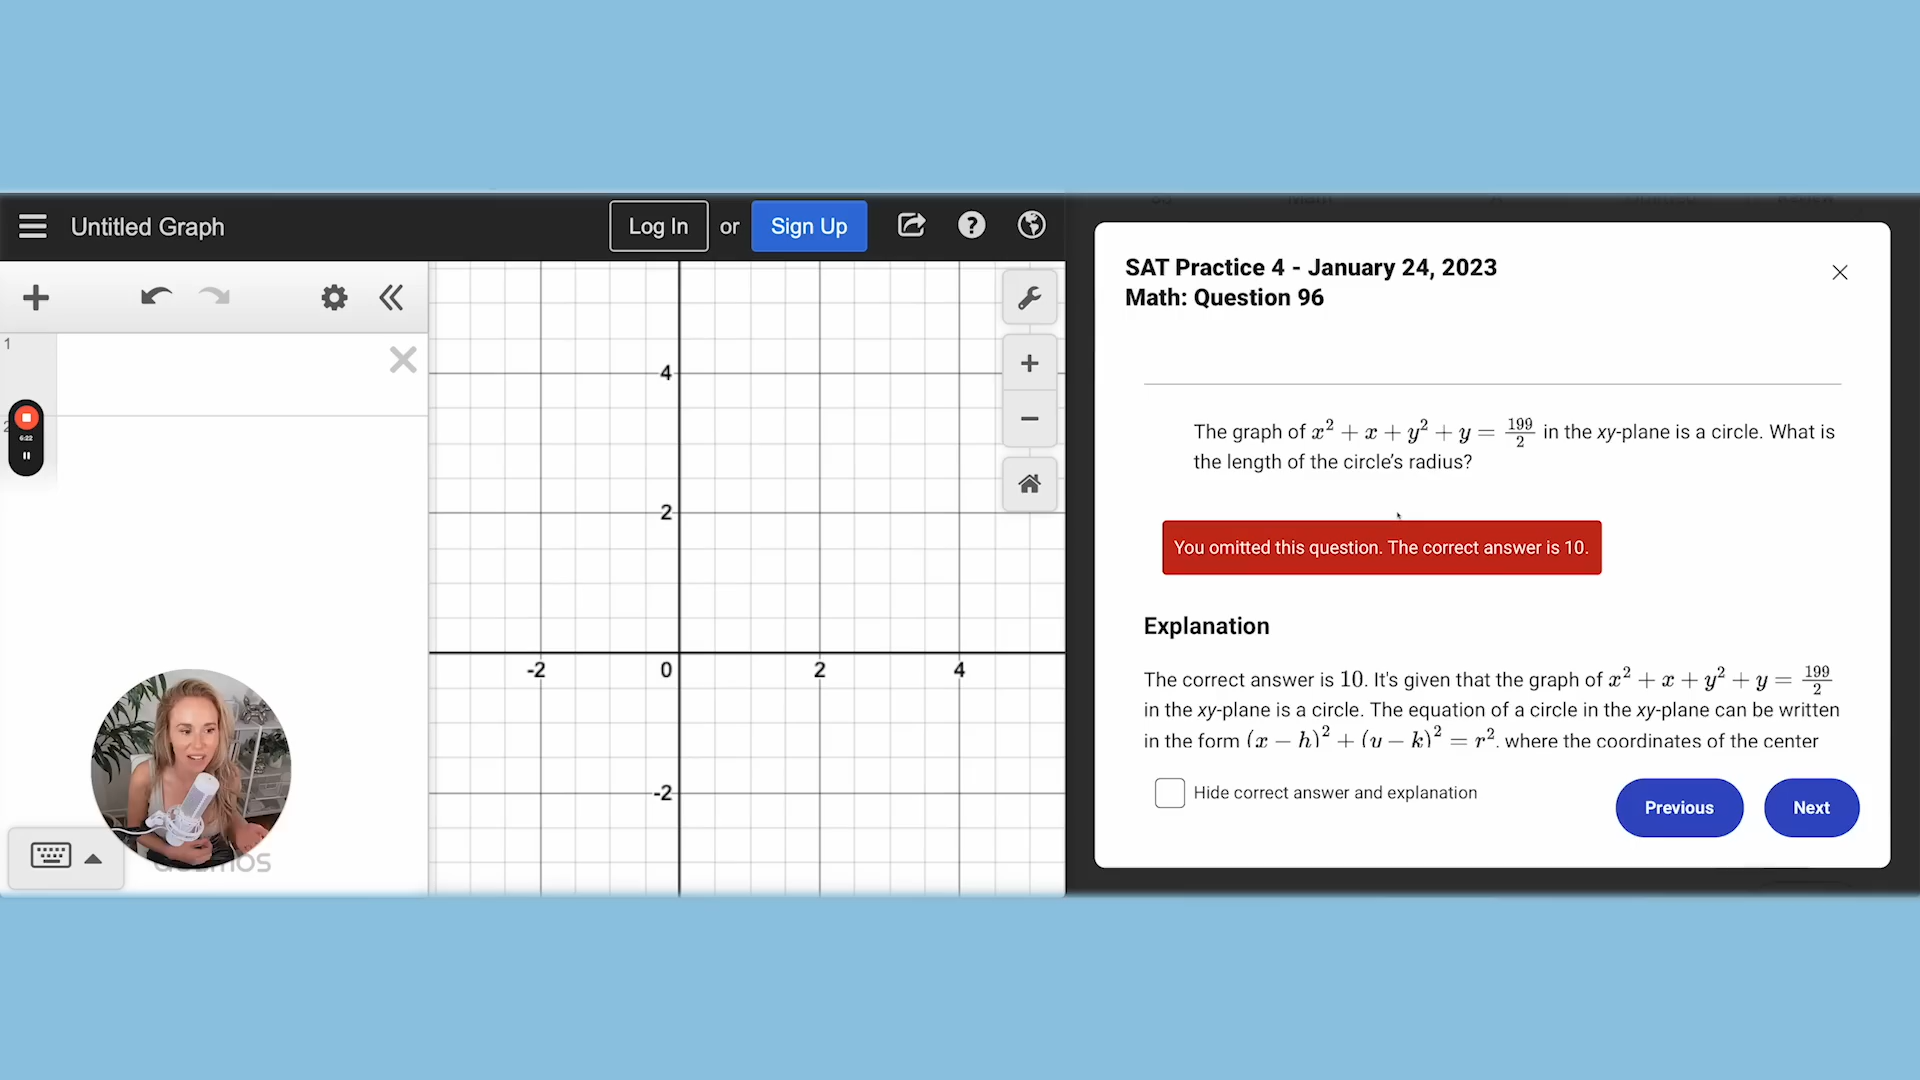 Untitled Graph
Log In or Sign Up
1
2
6:22
4
2
-2 0 2 4
-2
SAT Practice 4 - January 24, 2023
Math: Question 96
The graph of x² + x + y² + y = 199/2 in the xy-plane is a circle. What is
the length of the circle's radius?
You omitted this question. The correct answer is 10.
Explanation
The correct answer is 10. It's given that the graph of x² + x + y² + y = 199/2
in the xy-plane is a circle. The equation of a circle in the xy-plane can be written
in the form (x − h)² + (y − k)² = r², where the coordinates of the center
Hide correct answer and explanation
Previous
Next